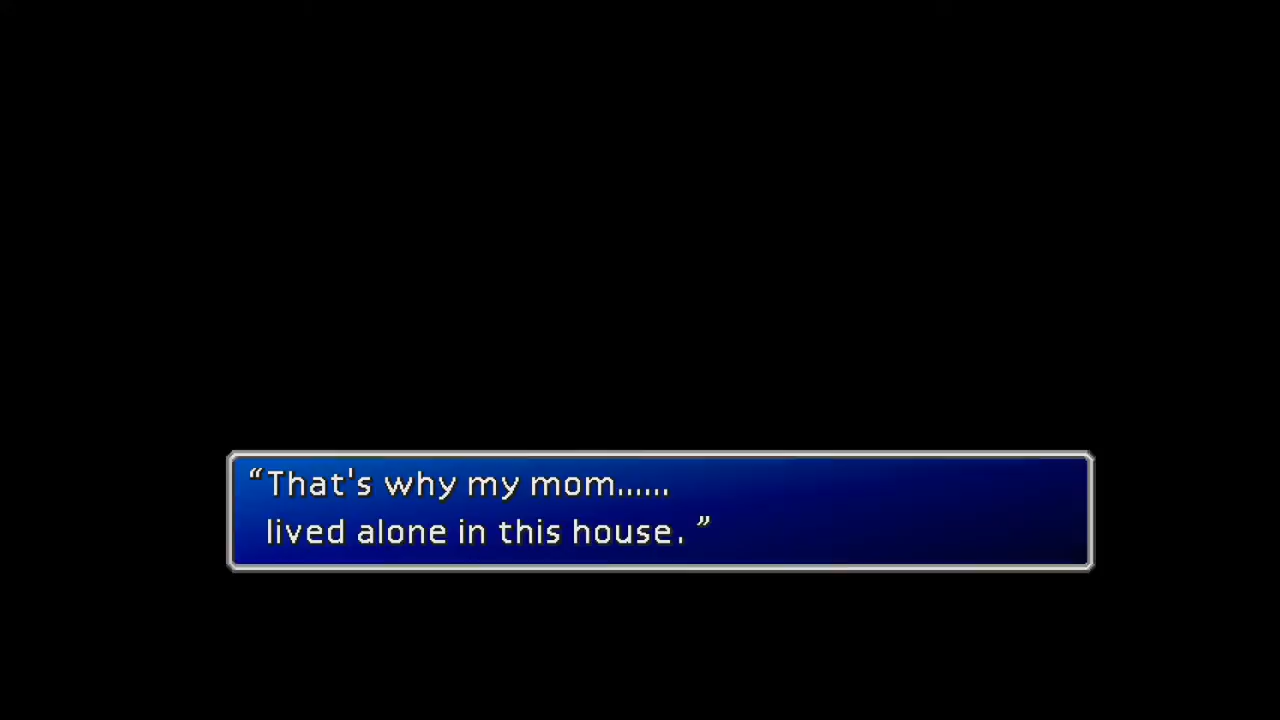 “That's why my mom......
lived alone in this house. ”